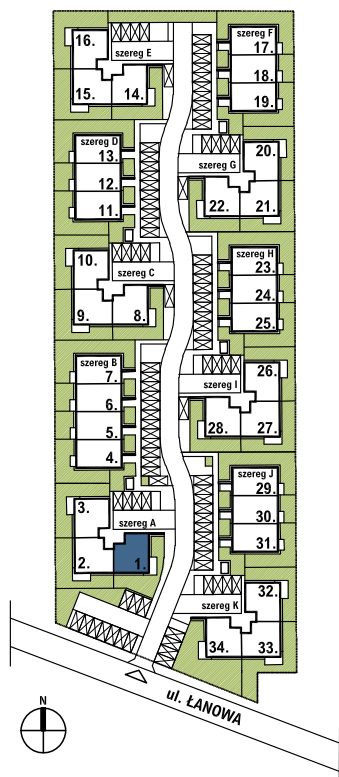 16.
szereg E
15.
14.
szereg F
17.
18.
19.
szereg D
13.
12.
11.
szereg G
20.
22.
21.
10.
szereg C
9.
8.
szereg H
23.
24.
25.
szereg B
7.
6.
5.
4.
szereg I
26.
28.
27.
3.
szereg A
2.
1.
szereg J
29.
30.
31.
szereg K
32.
34.
33.
ul. ŁANOWA
N